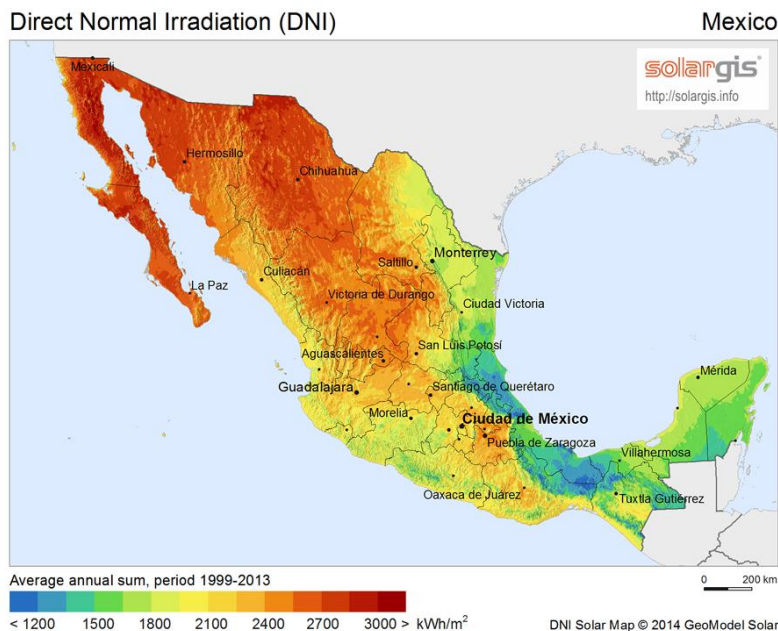 Direct Normal Irradiation (DNI)
Mexico
solargis
http://solargis.info
Mexicali
Hermosillo
Chihuahua
Monterrey
Saltillo
Culiacán
La Paz
Victoria de Durango
Ciudad Victoria
San Luis Potosí
Aguascalientes
Mérida
Guadalajara
Santiago de Querétaro
Morelia
Ciudad de México
Puebla de Zaragoza
Villahermosa
Oaxaca de Juárez
Tuxtla Gutiérrez
Average annual sum, period 1999-2013
0 200 km
< 1200 1500 1800 2100 2400 2700 3000 > kWh/m²
DNI Solar Map © 2014 GeoModel Solar